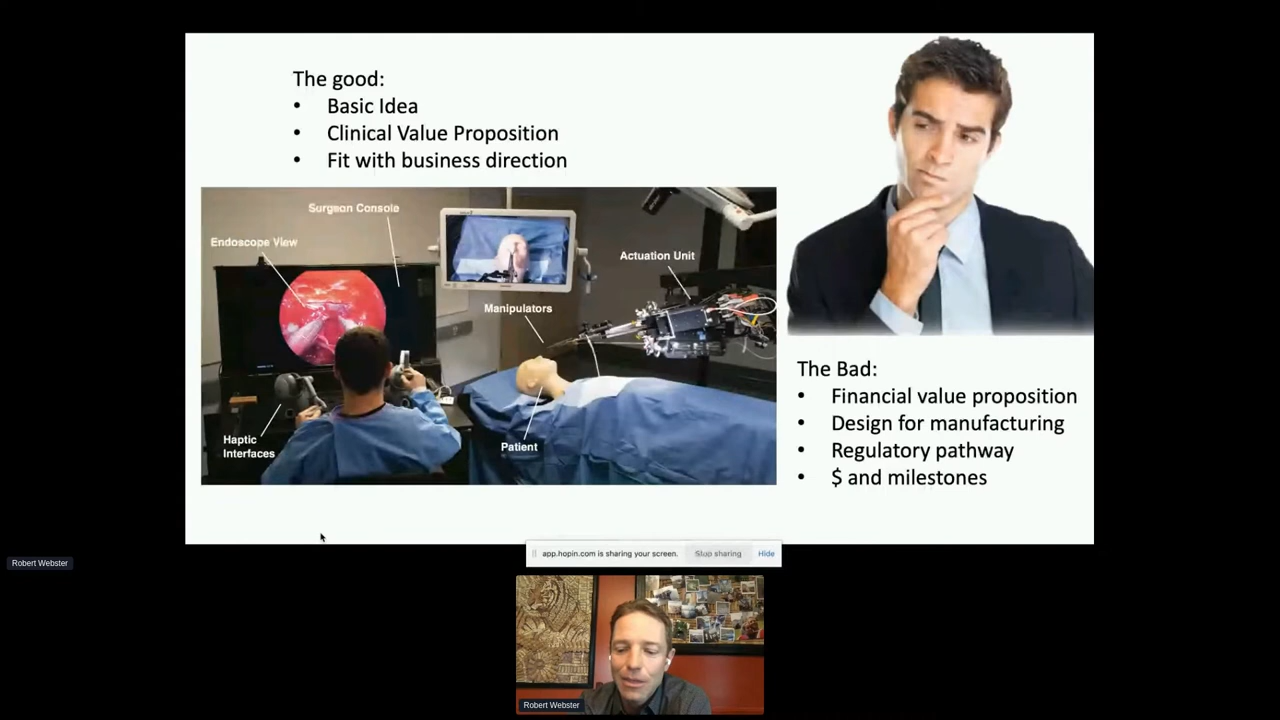 The good:
• Basic Idea
• Clinical Value Proposition
• Fit with business direction
Surgeon Console
Endoscope View
Actuation Unit
Manipulators
Haptic
Interfaces
Patient
The Bad:
• Financial value proposition
• Design for manufacturing
• Regulatory pathway
• $ and milestones
app.hopin.com is sharing your screen.
Stop sharing
Hide
Robert Webster
Robert Webster